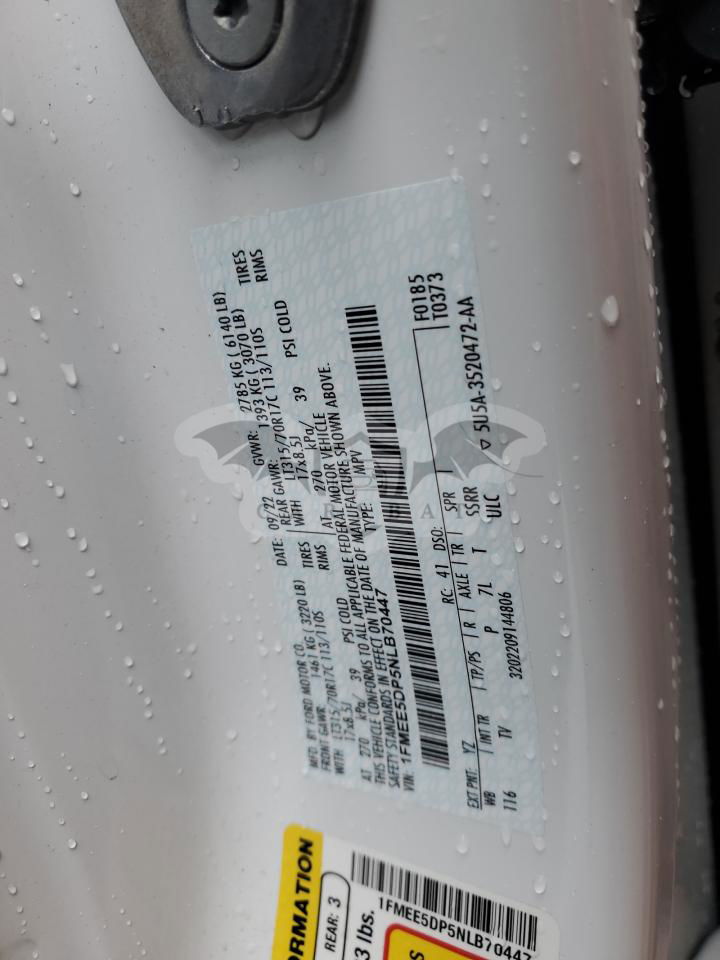 MFD. BY FORD MOTOR CO.
DATE: 09/22 GVWR: 2785 KG ( 6140 LB)
FRONT GAWR: 1461 KG ( 3220 LB)
REAR GAWR: 1393 KG ( 3070 LB)
WITH LT315/70R17C 113/110S TIRES
WITH LT315/70R17C 113/110S TIRES
17x8.5J RIMS
17x8.5J RIMS
AT 270 kPa/ 39 PSI COLD
AT 270 kPa/ 39 PSI COLD
THIS VEHICLE CONFORMS TO ALL APPLICABLE FEDERAL MOTOR VEHICLE
SAFETY STANDARDS IN EFFECT ON THE DATE OF MANUFACTURE SHOWN ABOVE.
VIN: 1FMEE5DP5NLB70447 TYPE: MPV
F0185
T0373
EXT PNT: YZ RC: 41 DSO:
WB INT TR TP/PS R AXLE TR SPR
116 TV P 7L T SSRR
3202209144806 ULC ▽ 5U5A-3520472-AA
ORMATION
REAR: 3
3 lbs.
1FMEE5DP5NLB70447